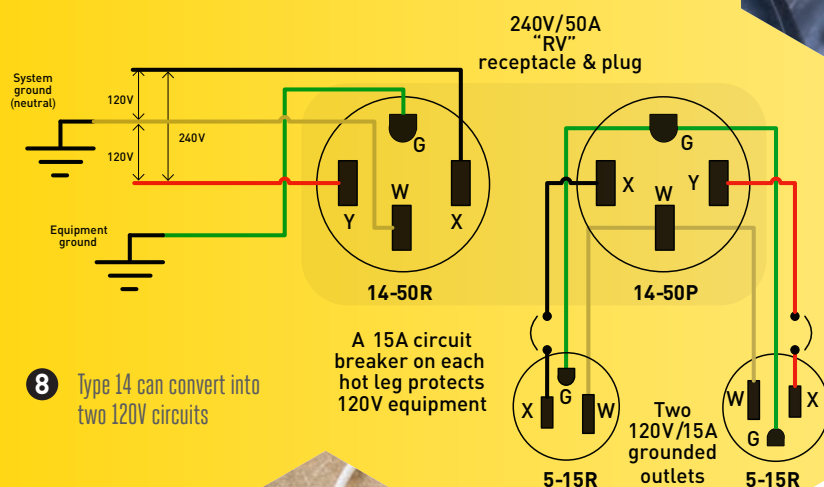 240V/50A
“RV”
receptacle & plug
System
ground
(neutral)
120V
240V
120V
Equipment
ground
G
Y
W
X
14-50R
G
X
W
Y
14-50P
A 15A circuit
breaker on each
hot leg protects
120V equipment
8 Type 14 can convert into
two 120V circuits
X
G
W
5-15R
Two
120V/15A
grounded
outlets
W
X
G
5-15R